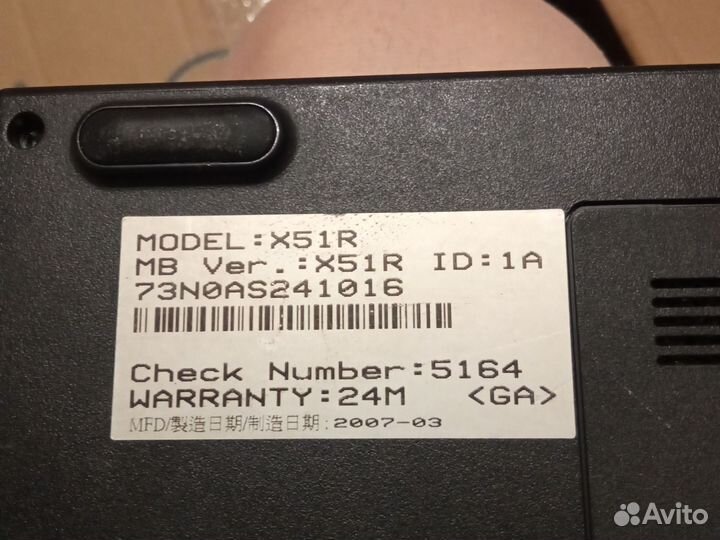 MODEL:X51R
MB Ver.:X51R ID:1A
73N0AS241016
Check Number:5164
WARRANTY:24M <GA>
MFD/製造日期/制造日期:2007-03
Avito